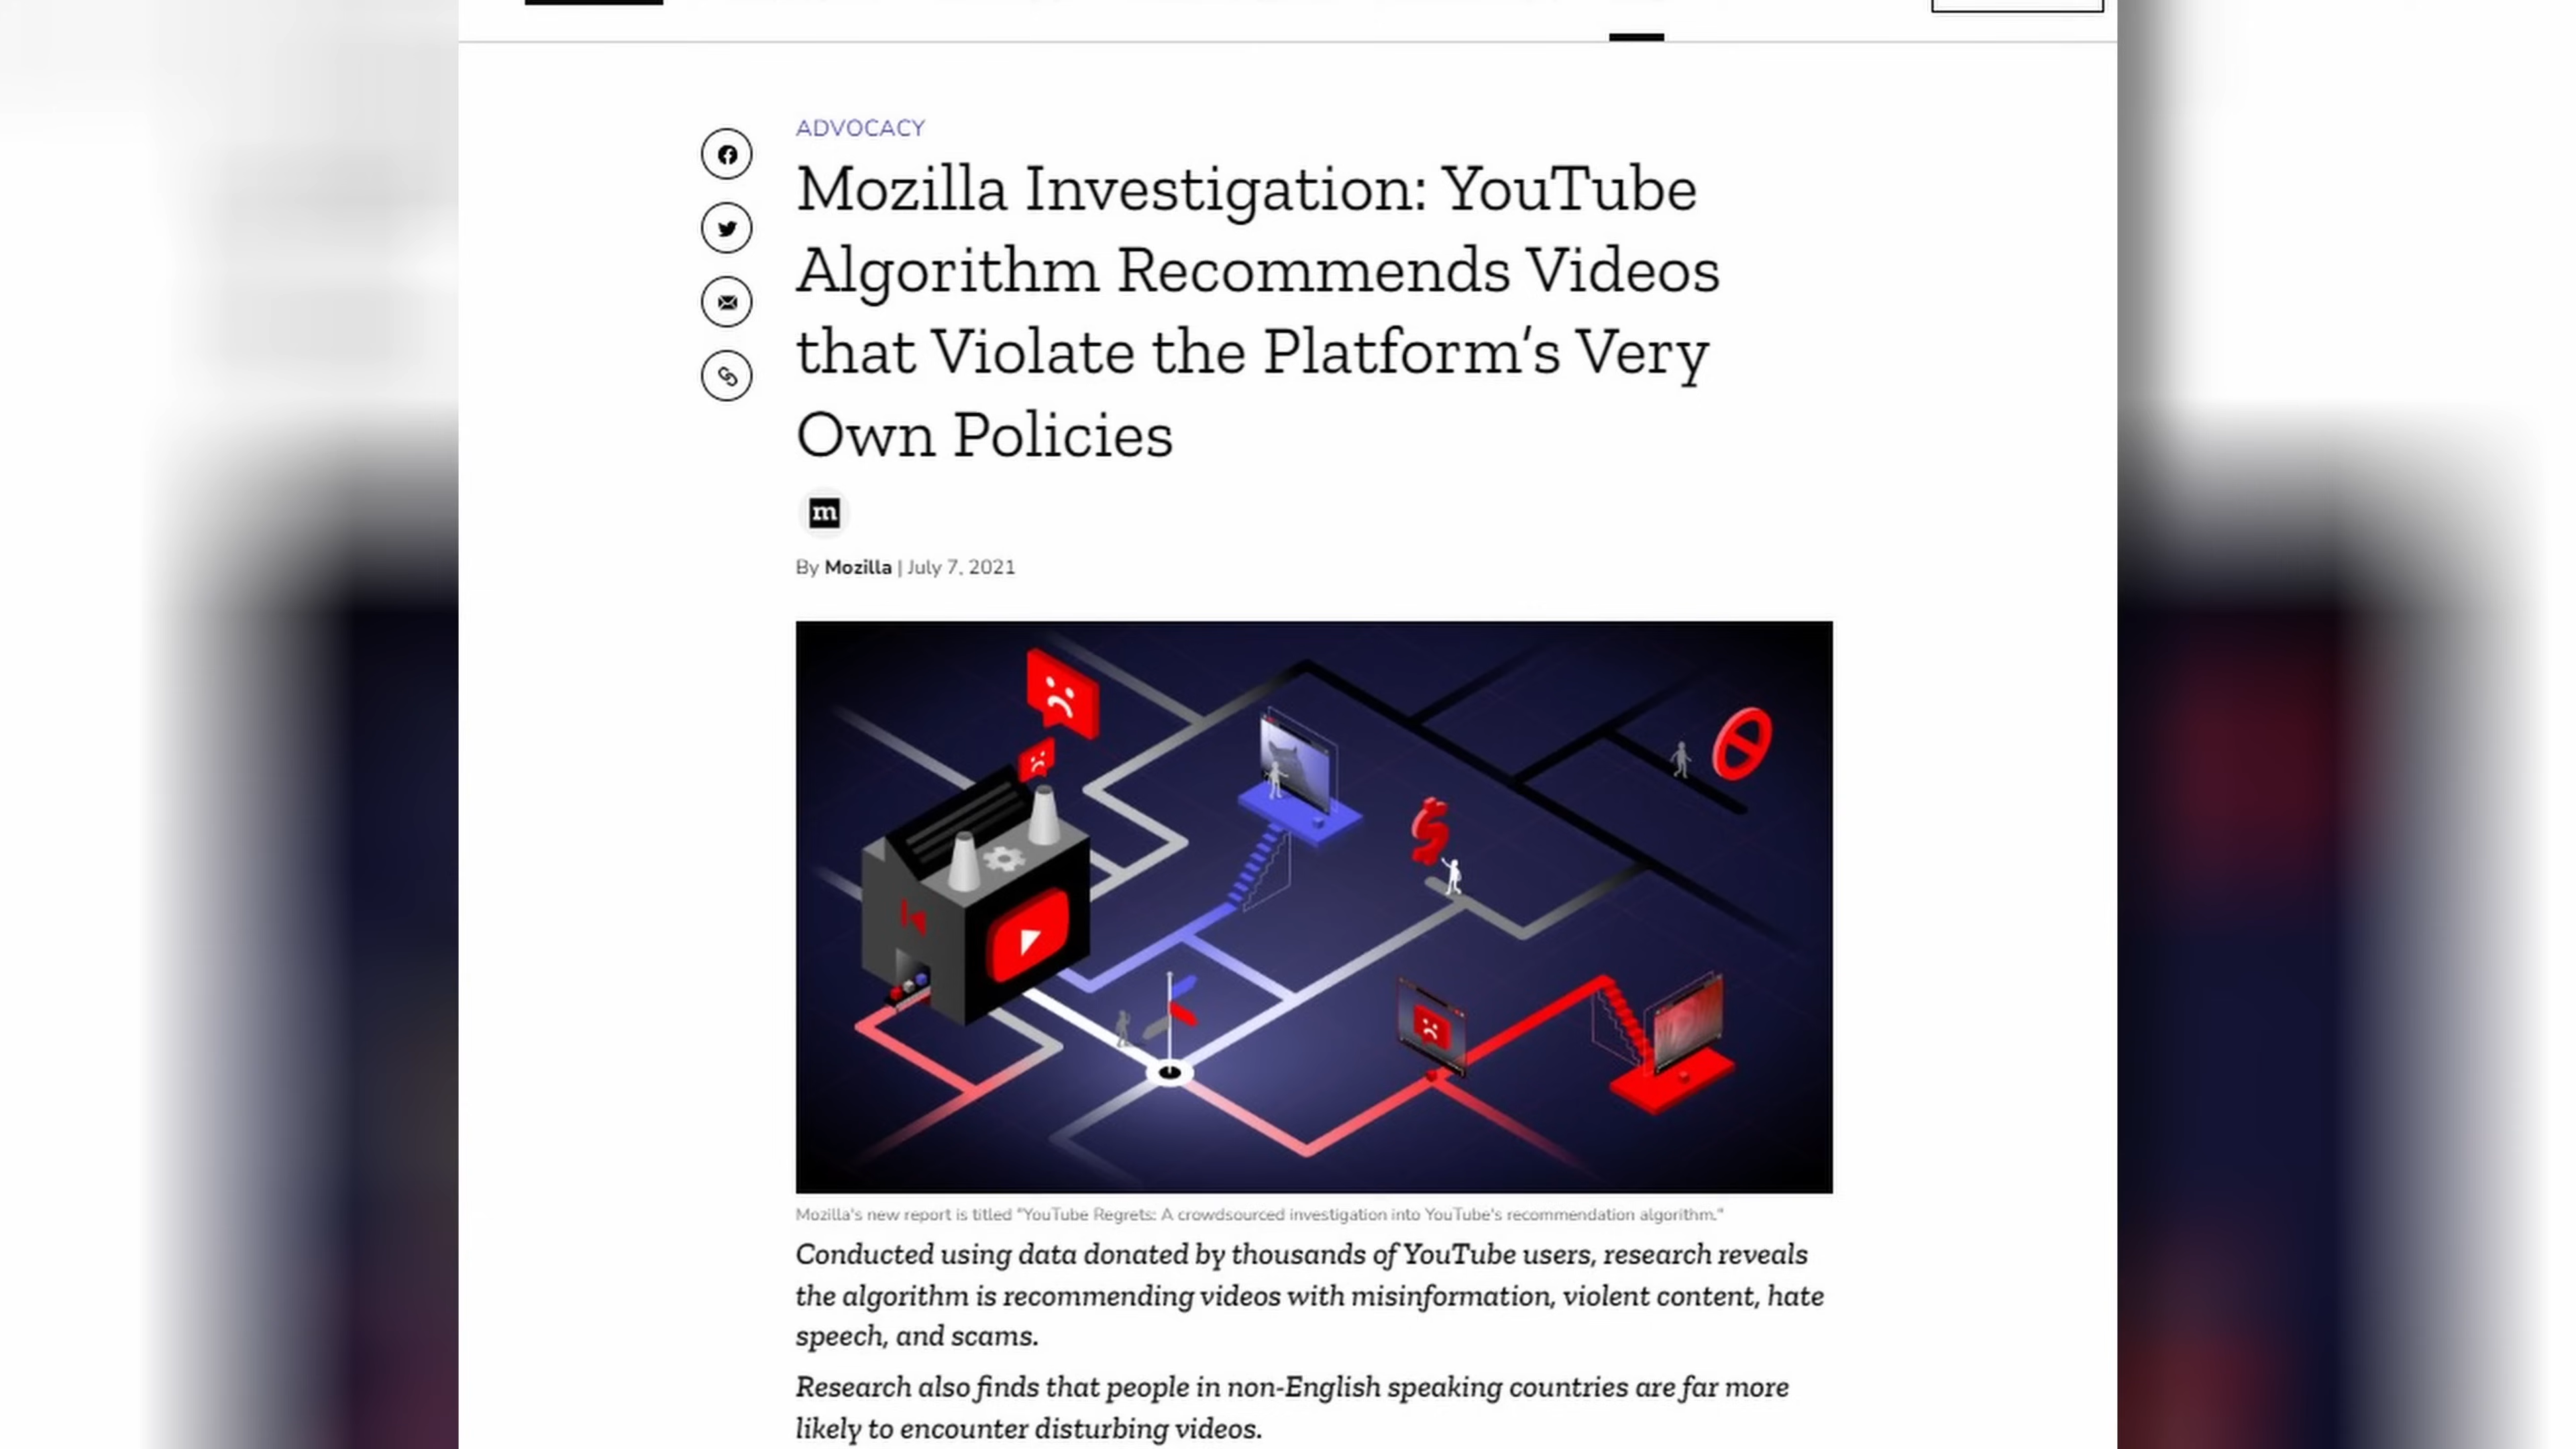 ADVOCACY
Mozilla Investigation: YouTube
Algorithm Recommends Videos
that Violate the Platform’s Very
Own Policies
m
By Mozilla | July 7, 2021
$
Mozilla's new report is titled "YouTube Regrets: A crowdsourced investigation into YouTube's recommendation algorithm."
Conducted using data donated by thousands of YouTube users, research reveals
the algorithm is recommending videos with misinformation, violent content, hate
speech, and scams.
Research also finds that people in non-English speaking countries are far more
likely to encounter disturbing videos.